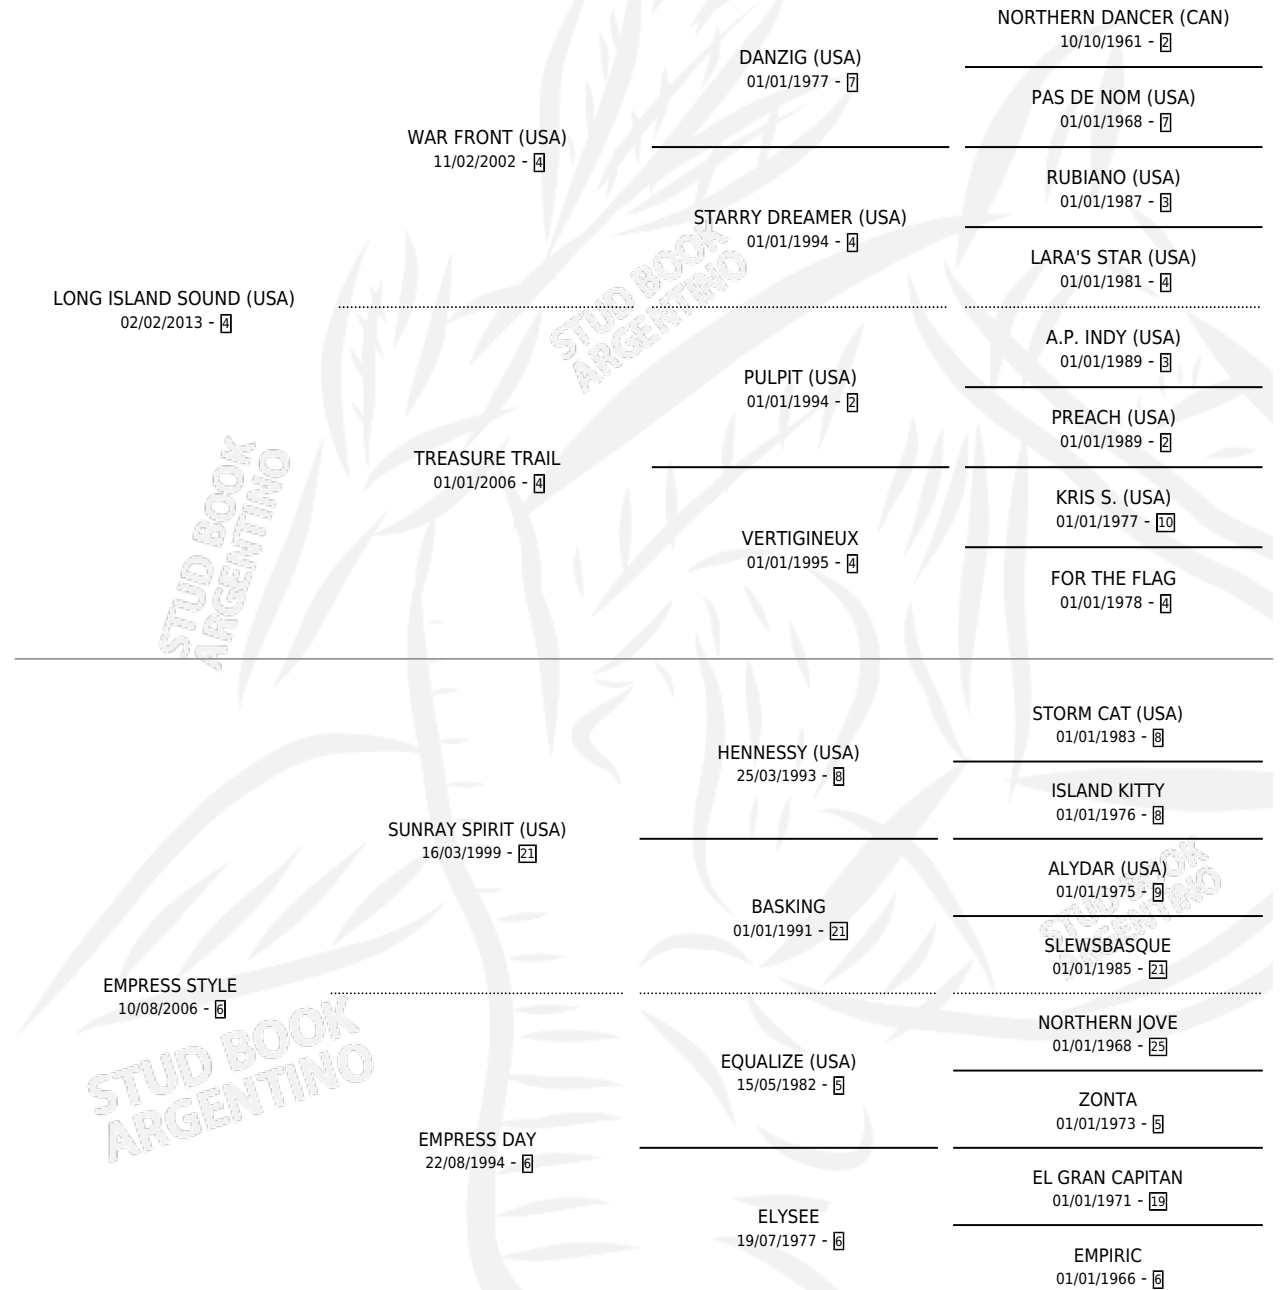 NORTHERN DANCER (CAN)
10/10/1961 - 2
DANZIG (USA)
01/01/1977 - 7
PAS DE NOM (USA)
01/01/1968 - 7
WAR FRONT (USA)
11/02/2002 - 4
RUBIANO (USA)
01/01/1987 - 3
STARRY DREAMER (USA)
01/01/1994 - 4
LARA'S STAR (USA)
01/01/1981 - 4
LONG ISLAND SOUND (USA)
02/02/2013 - 4
A.P. INDY (USA)
01/01/1989 - 3
PULPIT (USA)
01/01/1994 - 2
PREACH (USA)
01/01/1989 - 2
TREASURE TRAIL
01/01/2006 - 4
KRIS S. (USA)
01/01/1977 - 10
VERTIGINEUX
01/01/1995 - 4
FOR THE FLAG
01/01/1978 - 4
STORM CAT (USA)
01/01/1983 - 8
HENNESSY (USA)
25/03/1993 - 8
ISLAND KITTY
01/01/1976 - 8
SUNRAY SPIRIT (USA)
16/03/1999 - 21
ALYDAR (USA)
01/01/1975 - 9
BASKING
01/01/1991 - 21
SLEWSBASQUE
01/01/1985 - 21
EMPRESS STYLE
10/08/2006 - 6
NORTHERN JOVE
01/01/1968 - 25
EQUALIZE (USA)
15/05/1982 - 5
ZONTA
01/01/1973 - 5
EMPRESS DAY
22/08/1994 - 6
EL GRAN CAPITAN
01/01/1971 - 19
ELYSEE
19/07/1977 - 6
EMPIRIC
01/01/1966 - 6
STUD BOOK
ARGENTINO
STUD BOOK
ARGENTINO
STUD BOOK
ARGENTINO
STUD BOOK
ARGENTINO